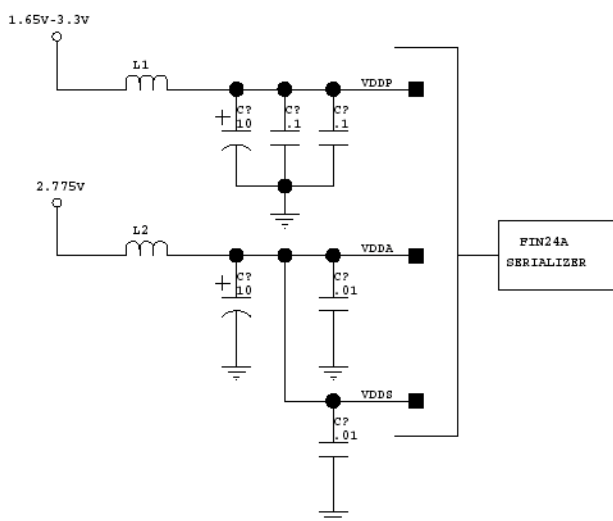 1.65V-3.3V
L1
VDDP
C?
10
C?
.1
C?
.1
2.775V
L2
VDDA
C?
10
C?
.01
FIN24A
SERIALIZER
VDDS
C?
.01